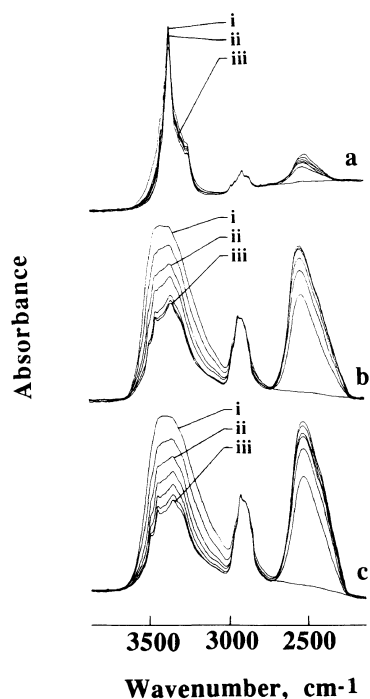 i
ii
iii
a
i
ii
iii
b
i
ii
iii
c
Absorbance
3500 3000 2500
Wavenumber, cm-1